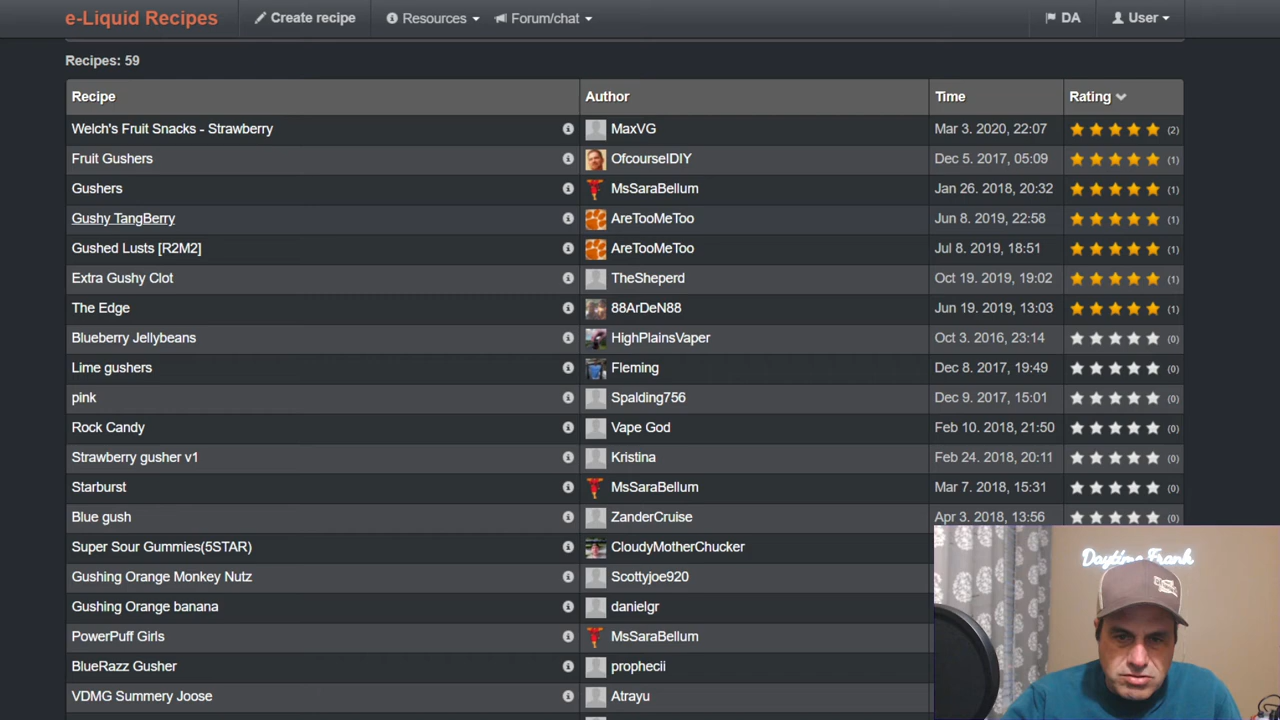 e-Liquid Recipes Create recipe Resources Forum/chat DA User
Recipes: 59
Recipe Author Time Rating
Welch's Fruit Snacks - Strawberry MaxVG Mar 3. 2020, 22:07 (2)
Fruit Gushers OfcourseIDIY Dec 5. 2017, 05:09 (1)
Gushers MsSaraBellum Jan 26. 2018, 20:32 (1)
Gushy TangBerry AreTooMeToo Jun 8. 2019, 22:58 (1)
Gushed Lusts [R2M2] AreTooMeToo Jul 8. 2019, 18:51 (1)
Extra Gushy Clot TheSheperd Oct 19. 2019, 19:02 (1)
The Edge 88ArDeN88 Jun 19. 2019, 13:03 (1)
Blueberry Jellybeans HighPlainsVaper Oct 3. 2016, 23:14 (0)
Lime gushers Fleming Dec 8. 2017, 19:49 (0)
pink Spalding756 Dec 9. 2017, 15:01 (0)
Rock Candy Vape God Feb 10. 2018, 21:50 (0)
Strawberry gusher v1 Kristina Feb 24. 2018, 20:11 (0)
Starburst MsSaraBellum Mar 7. 2018, 15:31 (0)
Blue gush ZanderCruise Apr 3. 2018, 13:56 (0)
Super Sour Gummies(5STAR) CloudyMotherChucker
Daytime Frank
Gushing Orange Monkey Nutz Scottyjoe920
Gushing Orange banana danielgr
PowerPuff Girls MsSaraBellum
BlueRazz Gusher prophecii
VDMG Summery Joose Atrayu